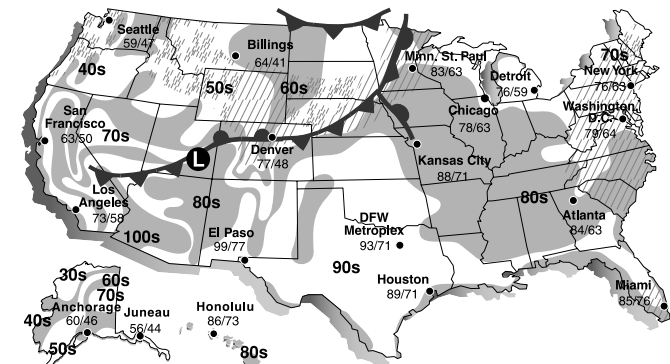 Seattle
59/47
Billings
64/41
40s
50s
60s
Minn. St. Paul
83/63
Detroit
76/59
70s
New York
76/63
Chicago
78/63
Washington,
D.C.
79/64
San
Francisco
63/50
70s
L
Denver
77/48
Kansas City
88/71
Los
Angeles
73/58
80s
100s
El Paso
99/77
DFW
Metroplex
93/71
80s
Atlanta
84/63
90s
Houston
89/71
Miami
85/76
30s
60s
70s
Anchorage
60/46
40s
50s
Juneau
56/44
Honolulu
86/73
80s